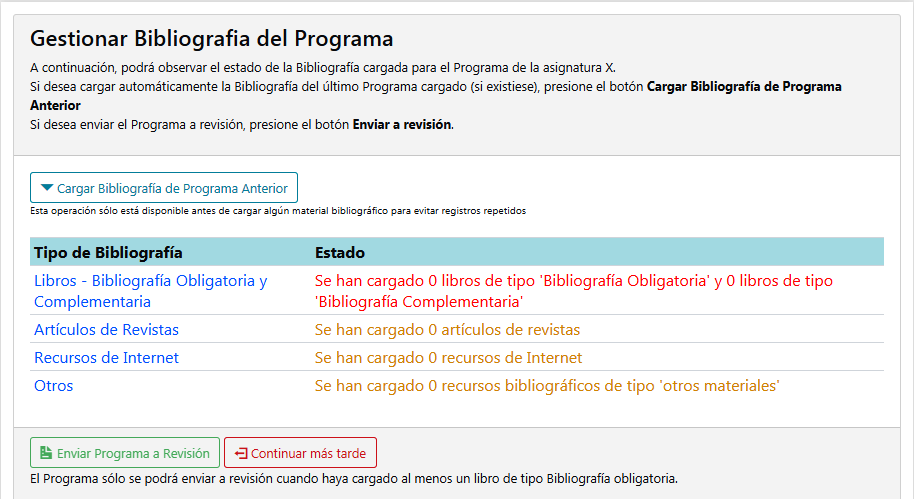 Gestionar Bibliografia del Programa
A continuación, podrá observar el estado de la Bibliografía cargada para el Programa de la asignatura X.
Si desea cargar automáticamente la Bibliografía del último Programa cargado (si existiese), presione el botón Cargar Bibliografía de Programa
Anterior
Si desea enviar el Programa a revisión, presione el botón Enviar a revisión.
Cargar Bibliografía de Programa Anterior
Esta operación sólo está disponible antes de cargar algún material bibliográfico para evitar registros repetidos
Tipo de Bibliografía Estado
Libros - Bibliografía Obligatoria y Se han cargado 0 libros de tipo 'Bibliografía Obligatoria' y 0 libros de tipo
Complementaria 'Bibliografía Complementaria'
Artículos de Revistas Se han cargado 0 artículos de revistas
Recursos de Internet Se han cargado 0 recursos de Internet
Otros Se han cargado 0 recursos bibliográficos de tipo 'otros materiales'
Enviar Programa a Revisión Continuar más tarde
El Programa sólo se podrá enviar a revisión cuando haya cargado al menos un libro de tipo Bibliografía obligatoria.